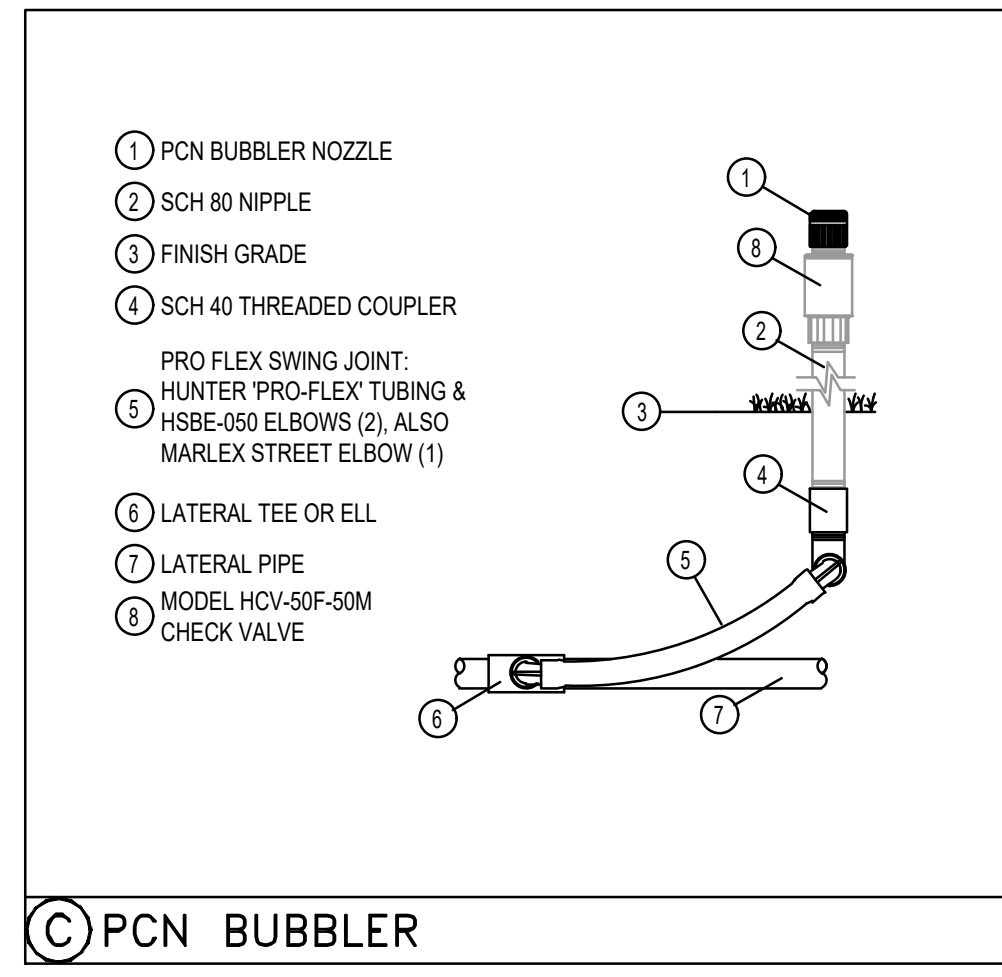 1 PCN BUBBLER NOZZLE
2 SCH 80 NIPPLE
3 FINISH GRADE
4 SCH 40 THREADED COUPLER
5 PRO FLEX SWING JOINT:
HUNTER 'PRO-FLEX' TUBING &
HSBE-050 ELBOWS (2), ALSO
MARLEX STREET ELBOW (1)
6 LATERAL TEE OR ELL
7 LATERAL PIPE
8 MODEL HCV-50F-50M
CHECK VALVE
1
8
2
3
4
5
6
7
C PCN BUBBLER